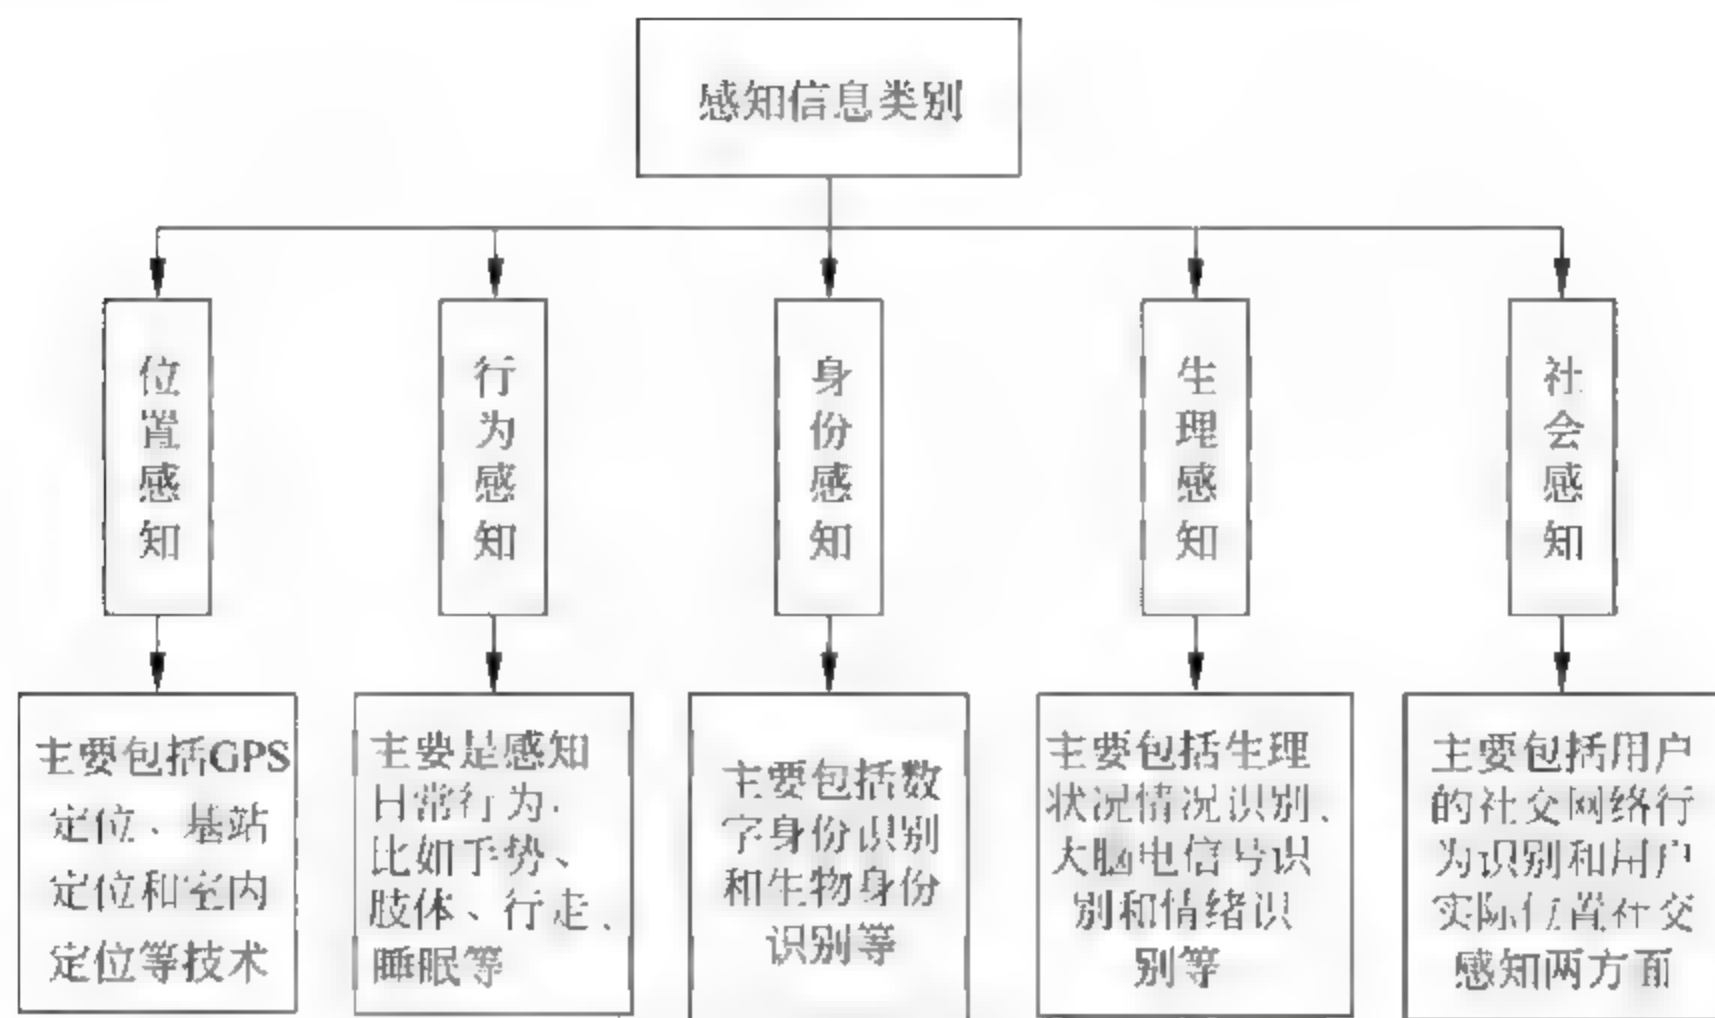 感知信息类别
位置感知
行为感知
身份感知
生理感知
社会感知
主要包括GPS
定位、基站
定位和室内
定位等技术
主要是感知
日常行为,
比如手势、
肢体、行走、
睡眠等
主要包括数
字身份识别
和生物身份
识别等
主要包括生理
状况情况识别、
大脑电信号识
别和情绪识
别等
主要包括用户
的社交网络行
为识别和用户
实际位置社交
感知两方面